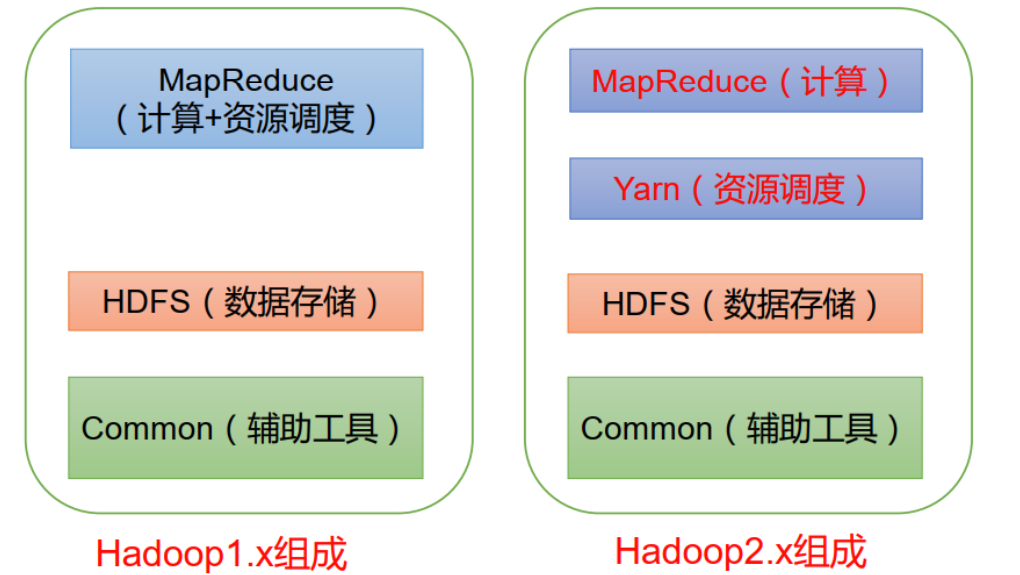 MapReduce
（计算+资源调度）
HDFS（数据存储）
Common（辅助工具）
Hadoop1.x组成
MapReduce（计算）
Yarn（资源调度）
HDFS（数据存储）
Common（辅助工具）
Hadoop2.x组成